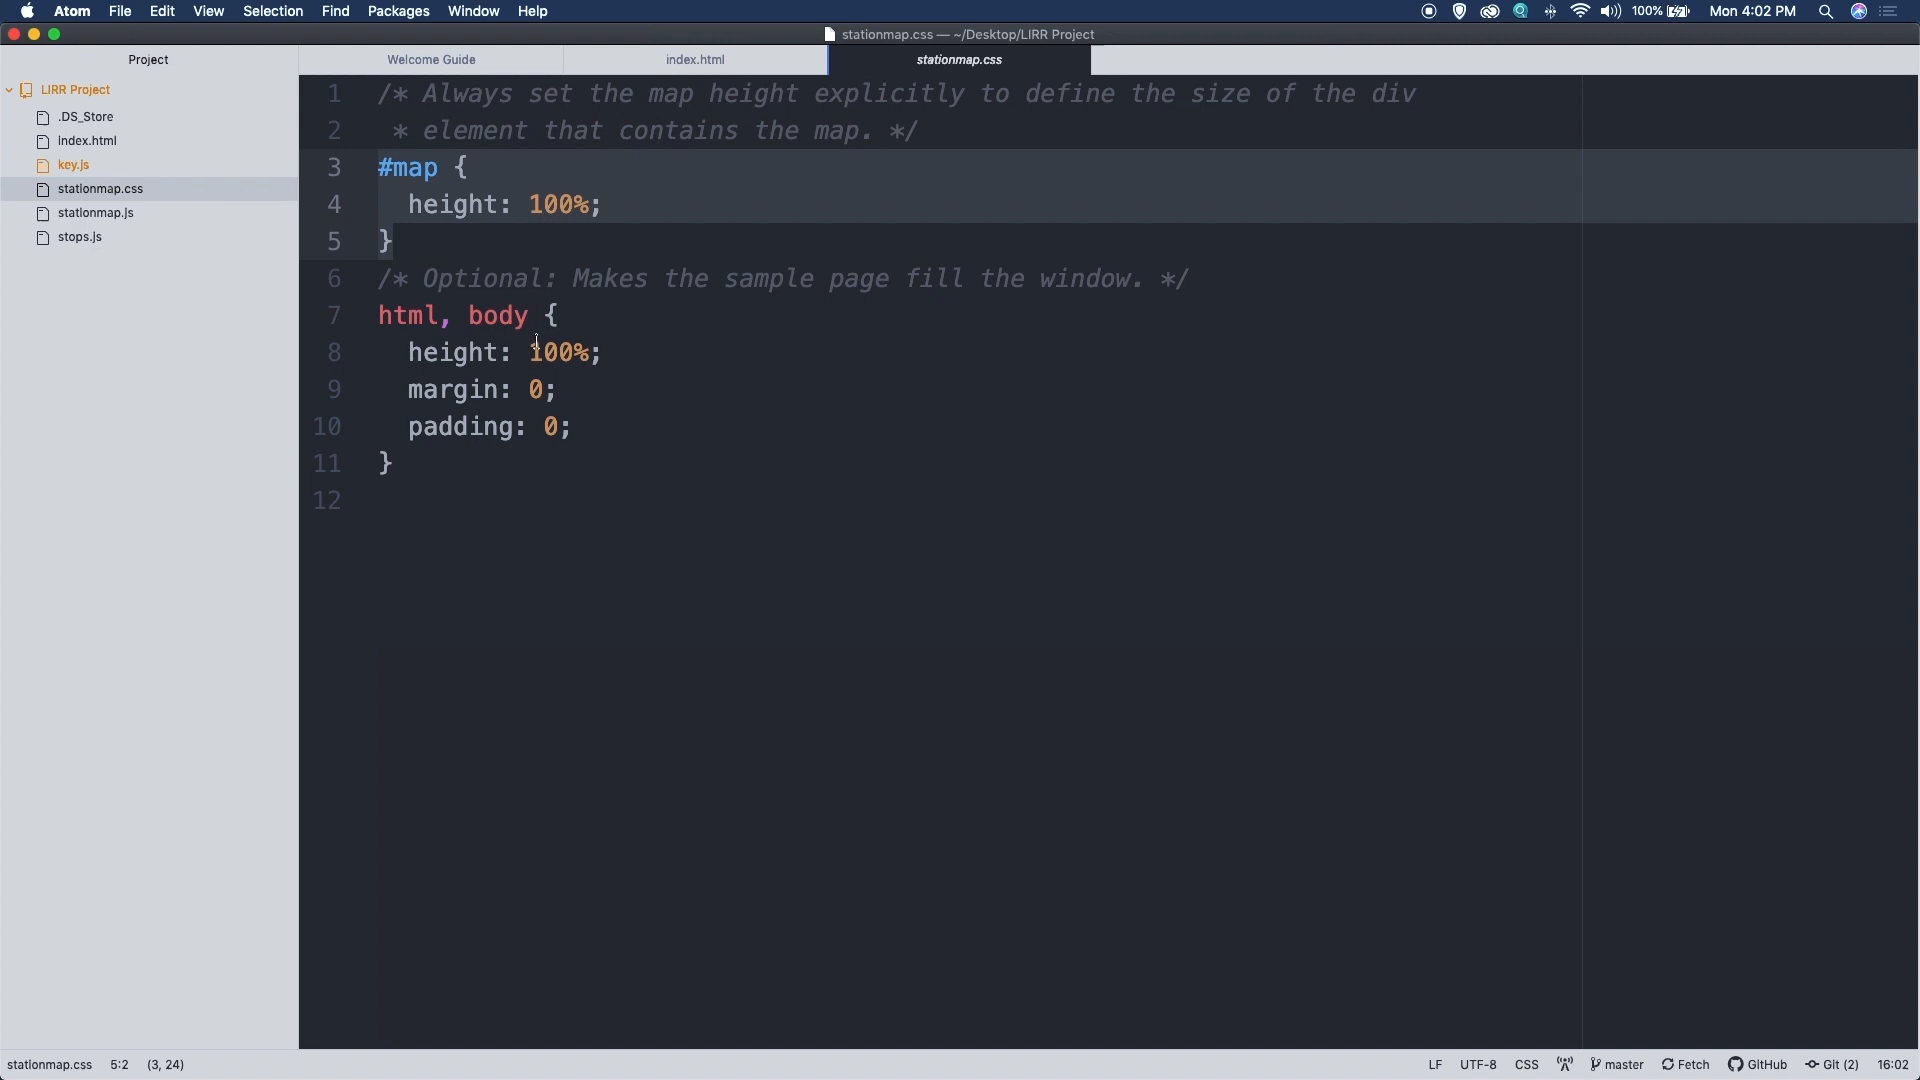 Atom File Edit View Selection Find Packages Window Help 100% Mon 4:02 PM
stationmap.css — ~/Desktop/LIRR Project
Project Welcome Guide index.html stationmap.css
LIRR Project
.DS_Store
index.html
key.js
stationmap.css
stationmap.js
stops.js
1 /* Always set the map height explicitly to define the size of the div
2 * element that contains the map. */
3 #map {
4 height: 100%;
5 }
6 /* Optional: Makes the sample page fill the window. */
7 html, body {
8 height: 100%;
9 margin: 0;
10 padding: 0;
11 }
12
stationmap.css 5:2 (3, 24) LF UTF-8 CSS master Fetch GitHub Git (2) 16:02